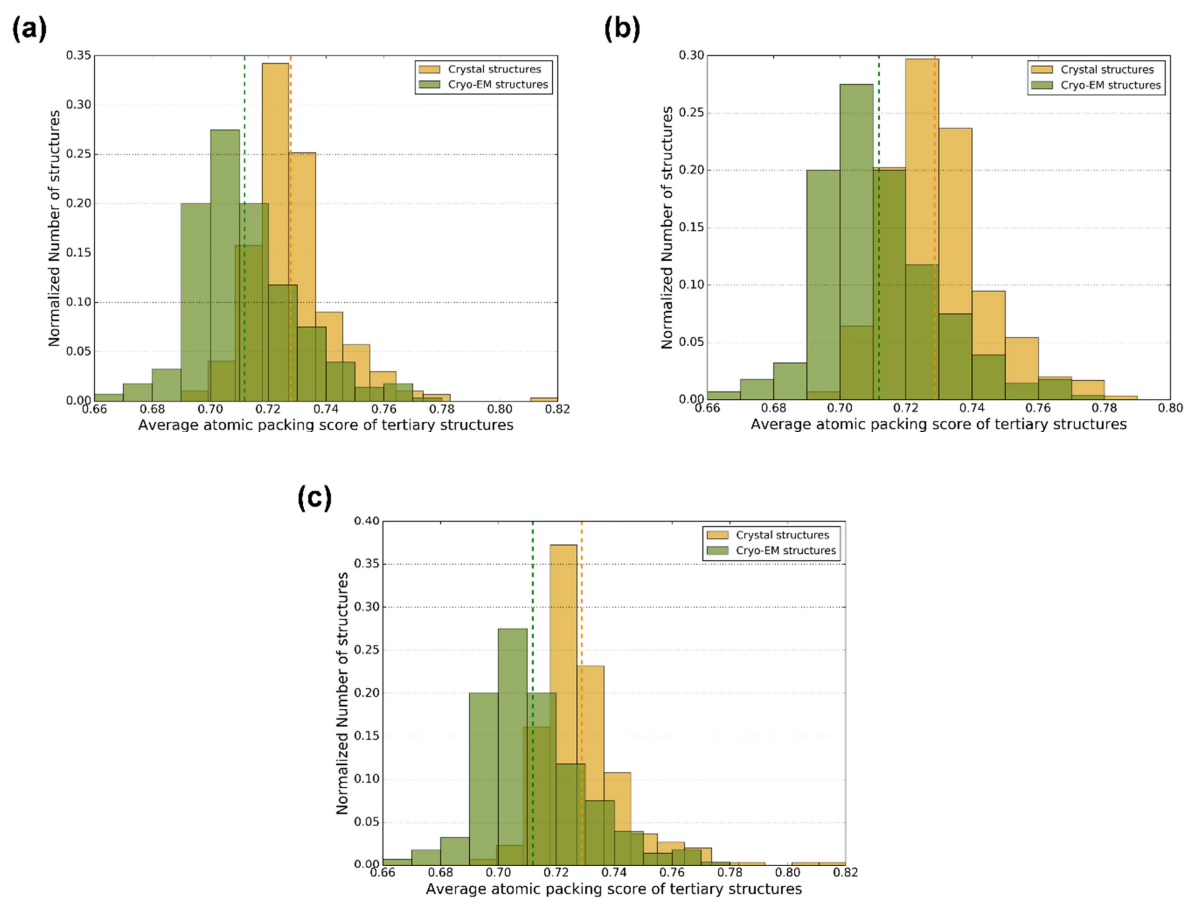 (a)
0.35
0.30
0.25
0.20
0.15
0.10
0.05
0.00
Normalized Number of structures
Crystal structures
Cryo-EM structures
0.66 0.68 0.70 0.72 0.74 0.76 0.78 0.80 0.82
Average atomic packing score of tertiary structures
(b)
0.30
0.25
0.20
0.15
0.10
0.05
0.00
Normalized Number of structures
Crystal structures
Cryo-EM structures
0.66 0.68 0.70 0.72 0.74 0.76 0.78 0.80
Average atomic packing score of tertiary structures
(c)
0.40
0.35
0.30
0.25
0.20
0.15
0.10
0.05
0.00
Normalized Number of structures
Crystal structures
Cryo-EM structures
0.66 0.68 0.70 0.72 0.74 0.76 0.78 0.80 0.82
Average atomic packing score of tertiary structures